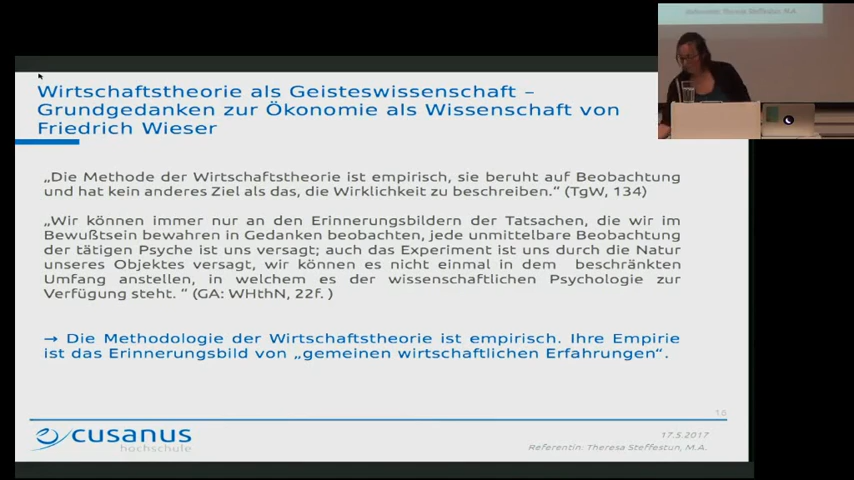 Referentin: Theresa Steffestun, M.A.
Wirtschaftstheorie als Geisteswissenschaft –
Grundgedanken zur Ökonomie als Wissenschaft von
Friedrich Wieser
„Die Methode der Wirtschaftstheorie ist empirisch, sie beruht auf Beobachtung
und hat kein anderes Ziel als das, die Wirklichkeit zu beschreiben.“ (TgW, 134)
„Wir können immer nur an den Erinnerungsbildern der Tatsachen, die wir im
Bewußtsein bewahren in Gedanken beobachten, jede unmittelbare Beobachtung
der tätigen Psyche ist uns versagt; auch das Experiment ist uns durch die Natur
unseres Objektes versagt, wir können es nicht einmal in dem beschränkten
Umfang anstellen, in welchem es der wissenschaftlichen Psychologie zur
Verfügung steht. “ (GA: WHthN, 22f. )
→ Die Methodologie der Wirtschaftstheorie ist empirisch. Ihre Empirie
ist das Erinnerungsbild von „gemeinen wirtschaftlichen Erfahrungen“.
10
cusanus
hochschule
17.5.2017
Referentin: Theresa Steffestun, M.A.